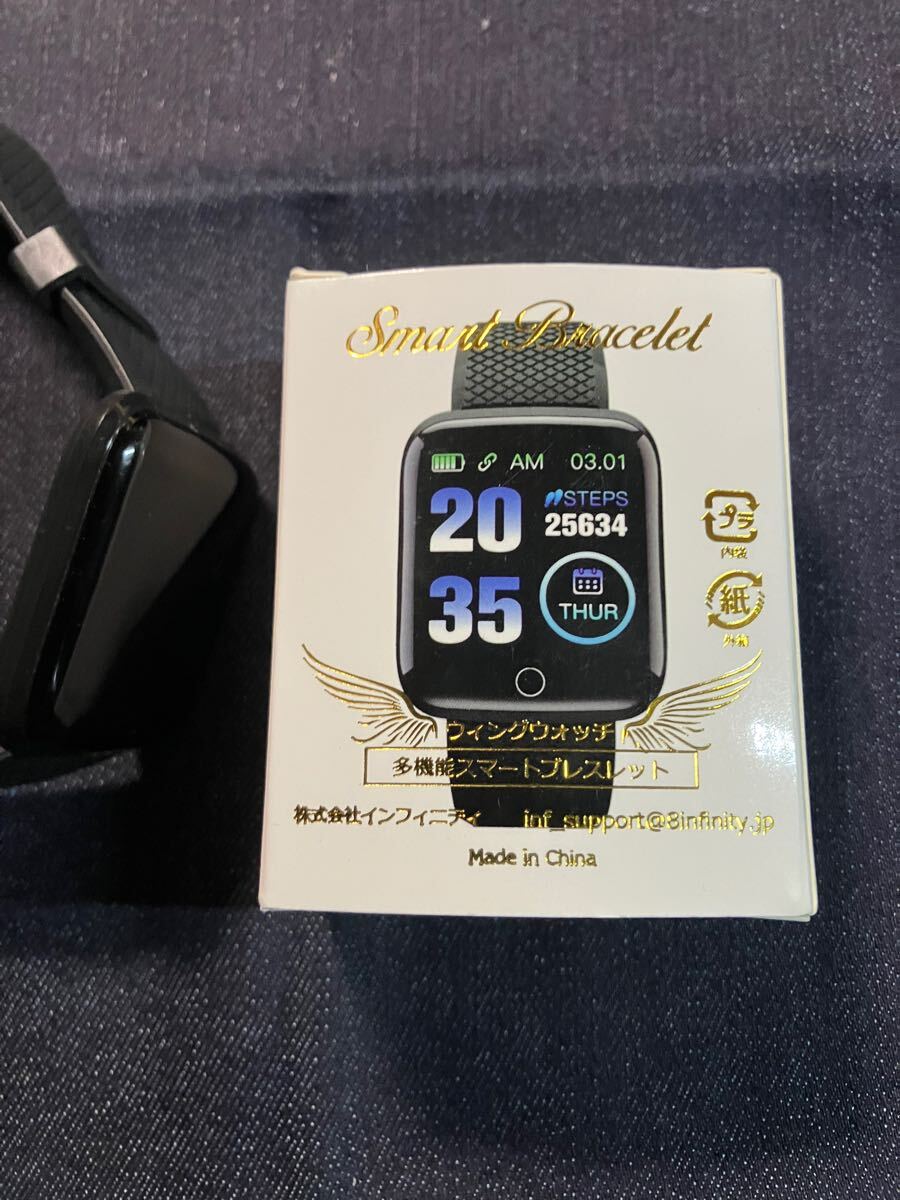 Smart Bracelet
AM 03.01
20
STEPS
25634
35
THUR
プラ
内袋
紙
外箱
ウィングウォッチ
多機能スマートブレスレット
株式会社インフィニティ inf_support@8infinity.jp
Made in China